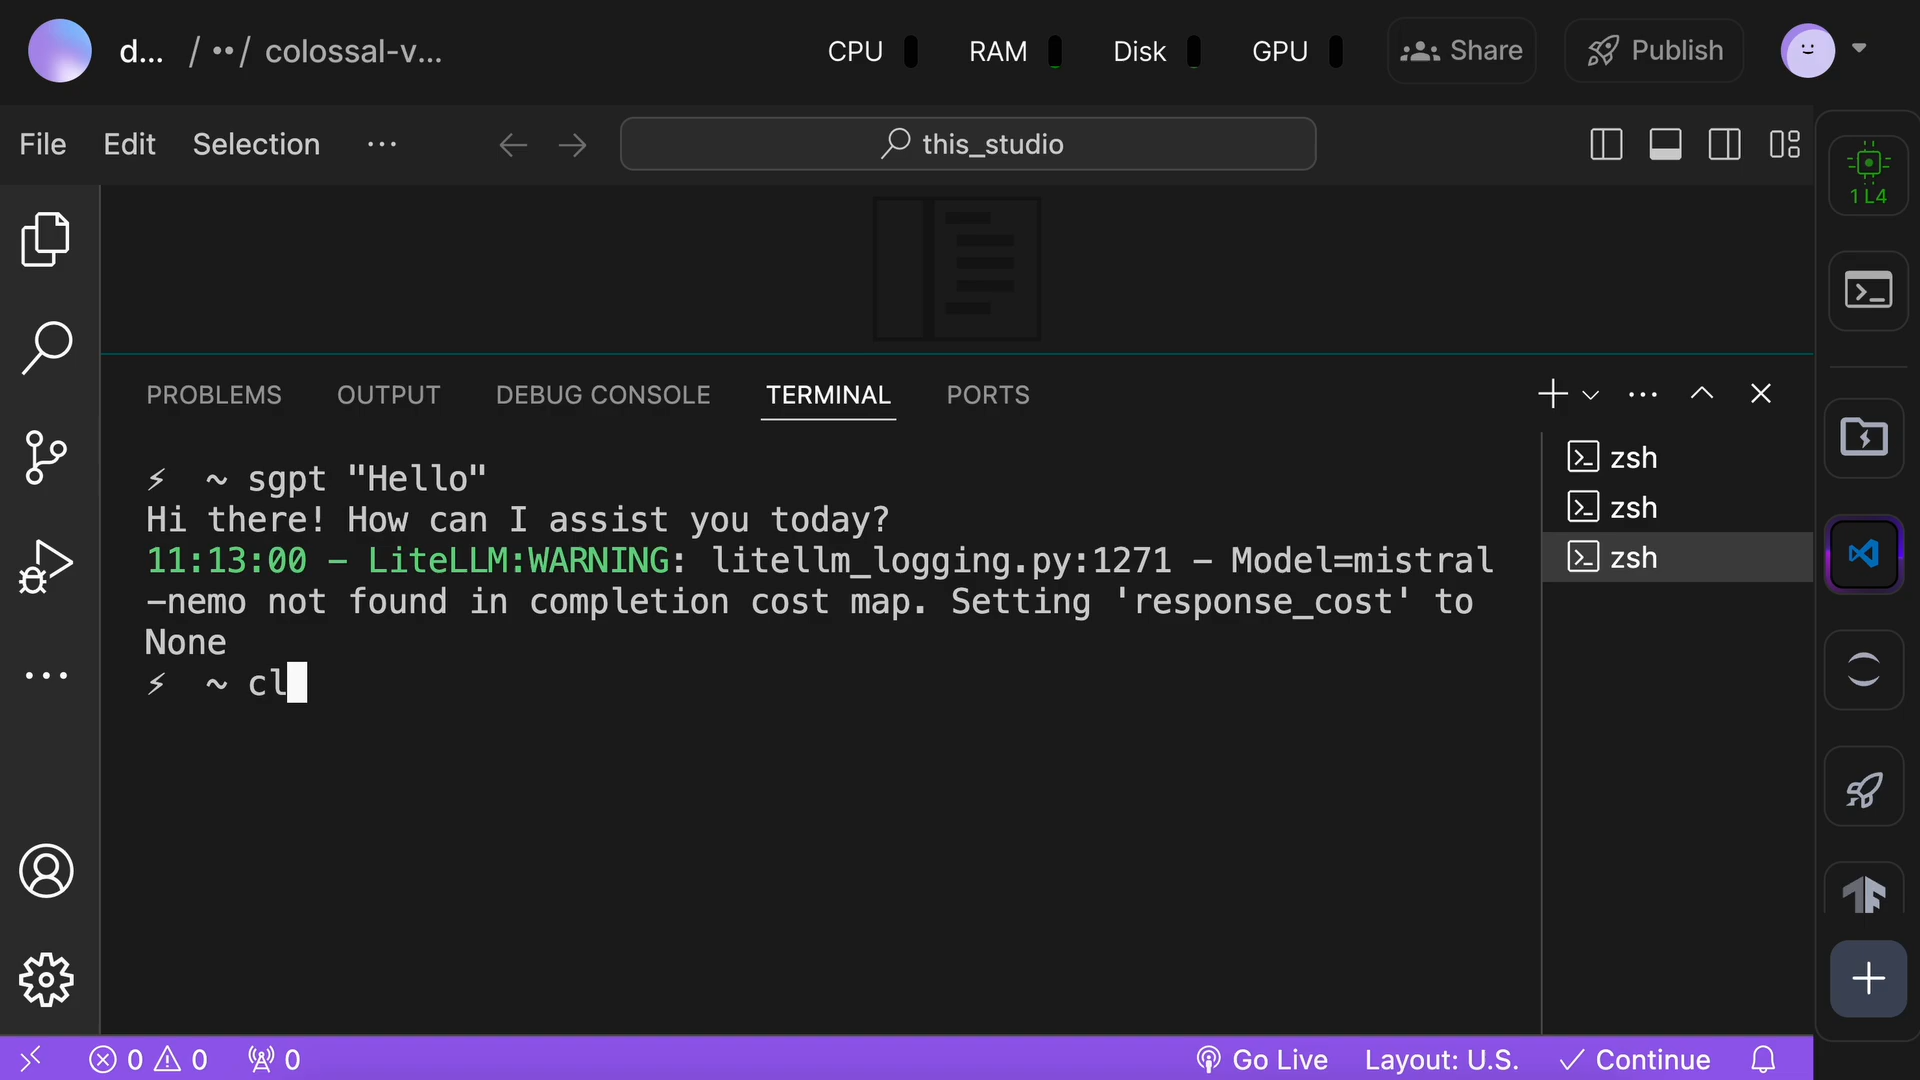 d... / ••/ colossal-v...
CPU RAM Disk GPU Share Publish
File Edit Selection ··· this_studio
1 L4
PROBLEMS OUTPUT DEBUG CONSOLE TERMINAL PORTS
⚡ ~ sgpt "Hello"
Hi there! How can I assist you today?
11:13:00 - LiteLLM:WARNING: litellm_logging.py:1271 - Model=mistral
-nemo not found in completion cost map. Setting 'response_cost' to
None
⚡ ~ cl
zsh
zsh
zsh
0 0 0 Go Live Layout: U.S. Continue